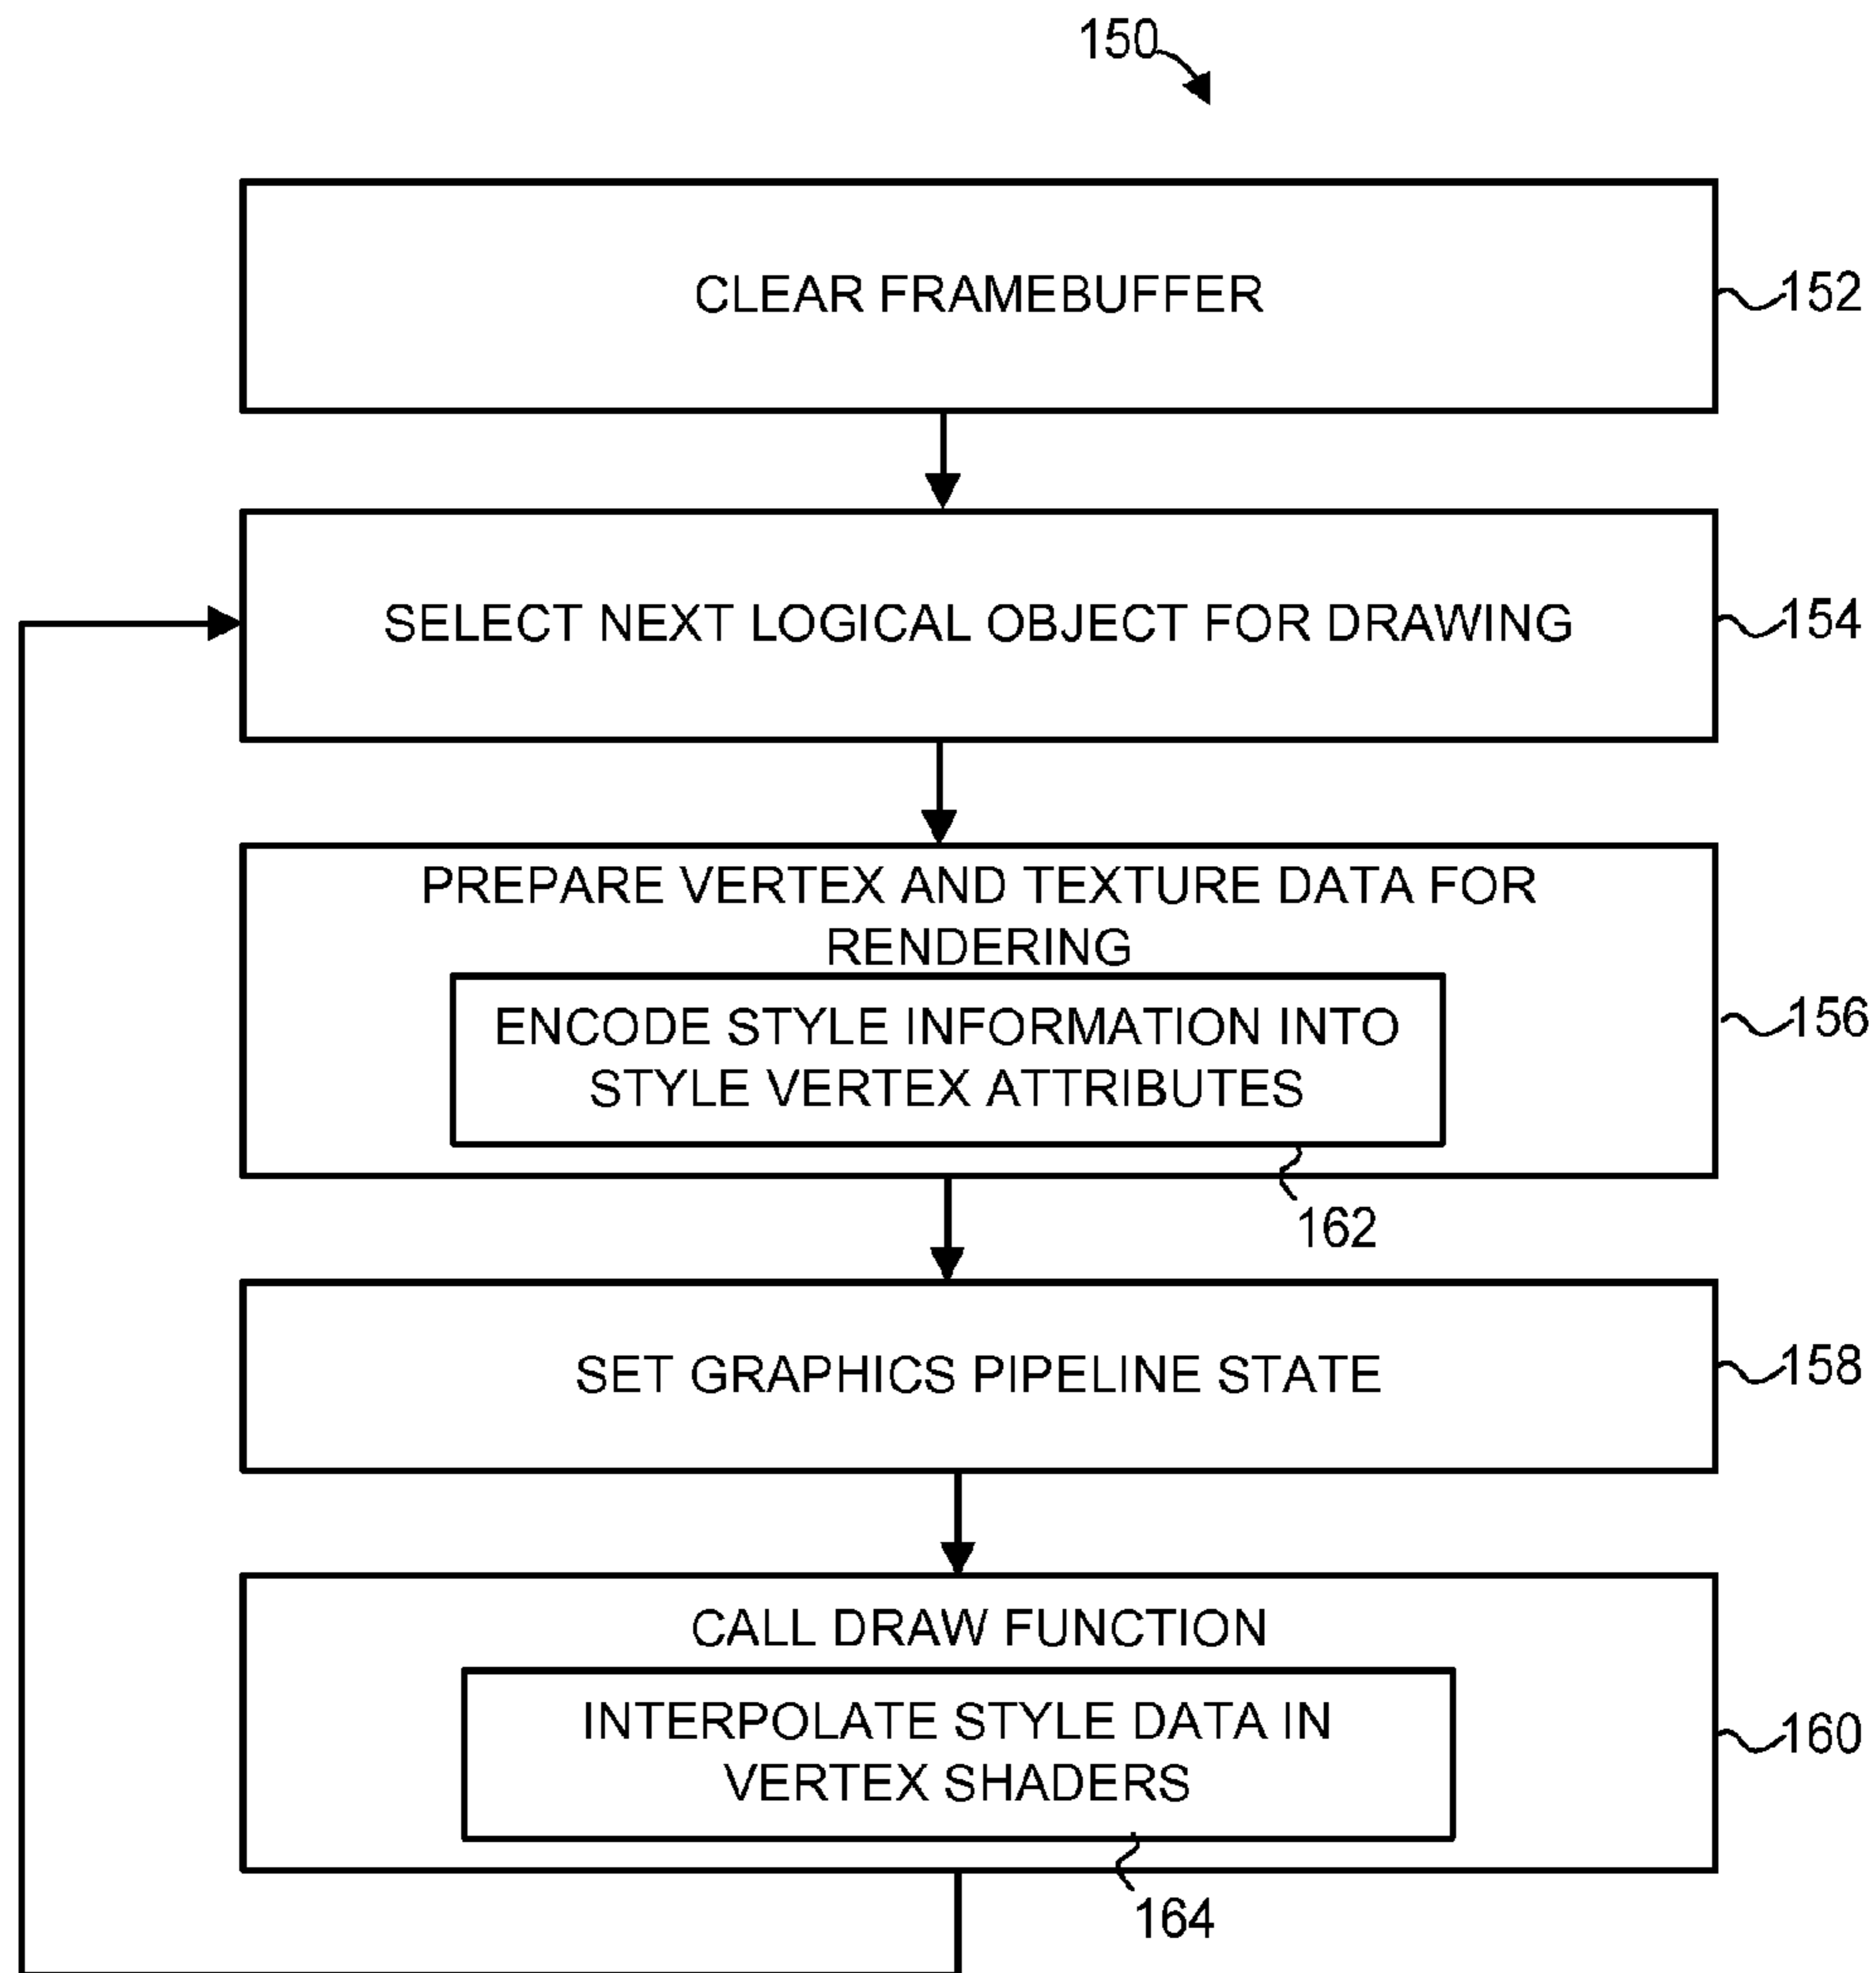 150
CLEAR FRAMEBUFFER
152
SELECT NEXT LOGICAL OBJECT FOR DRAWING
154
PREPARE VERTEX AND TEXTURE DATA FOR
RENDERING
ENCODE STYLE INFORMATION INTO
STYLE VERTEX ATTRIBUTES
156
162
SET GRAPHICS PIPELINE STATE
158
CALL DRAW FUNCTION
INTERPOLATE STYLE DATA IN
VERTEX SHADERS
160
164